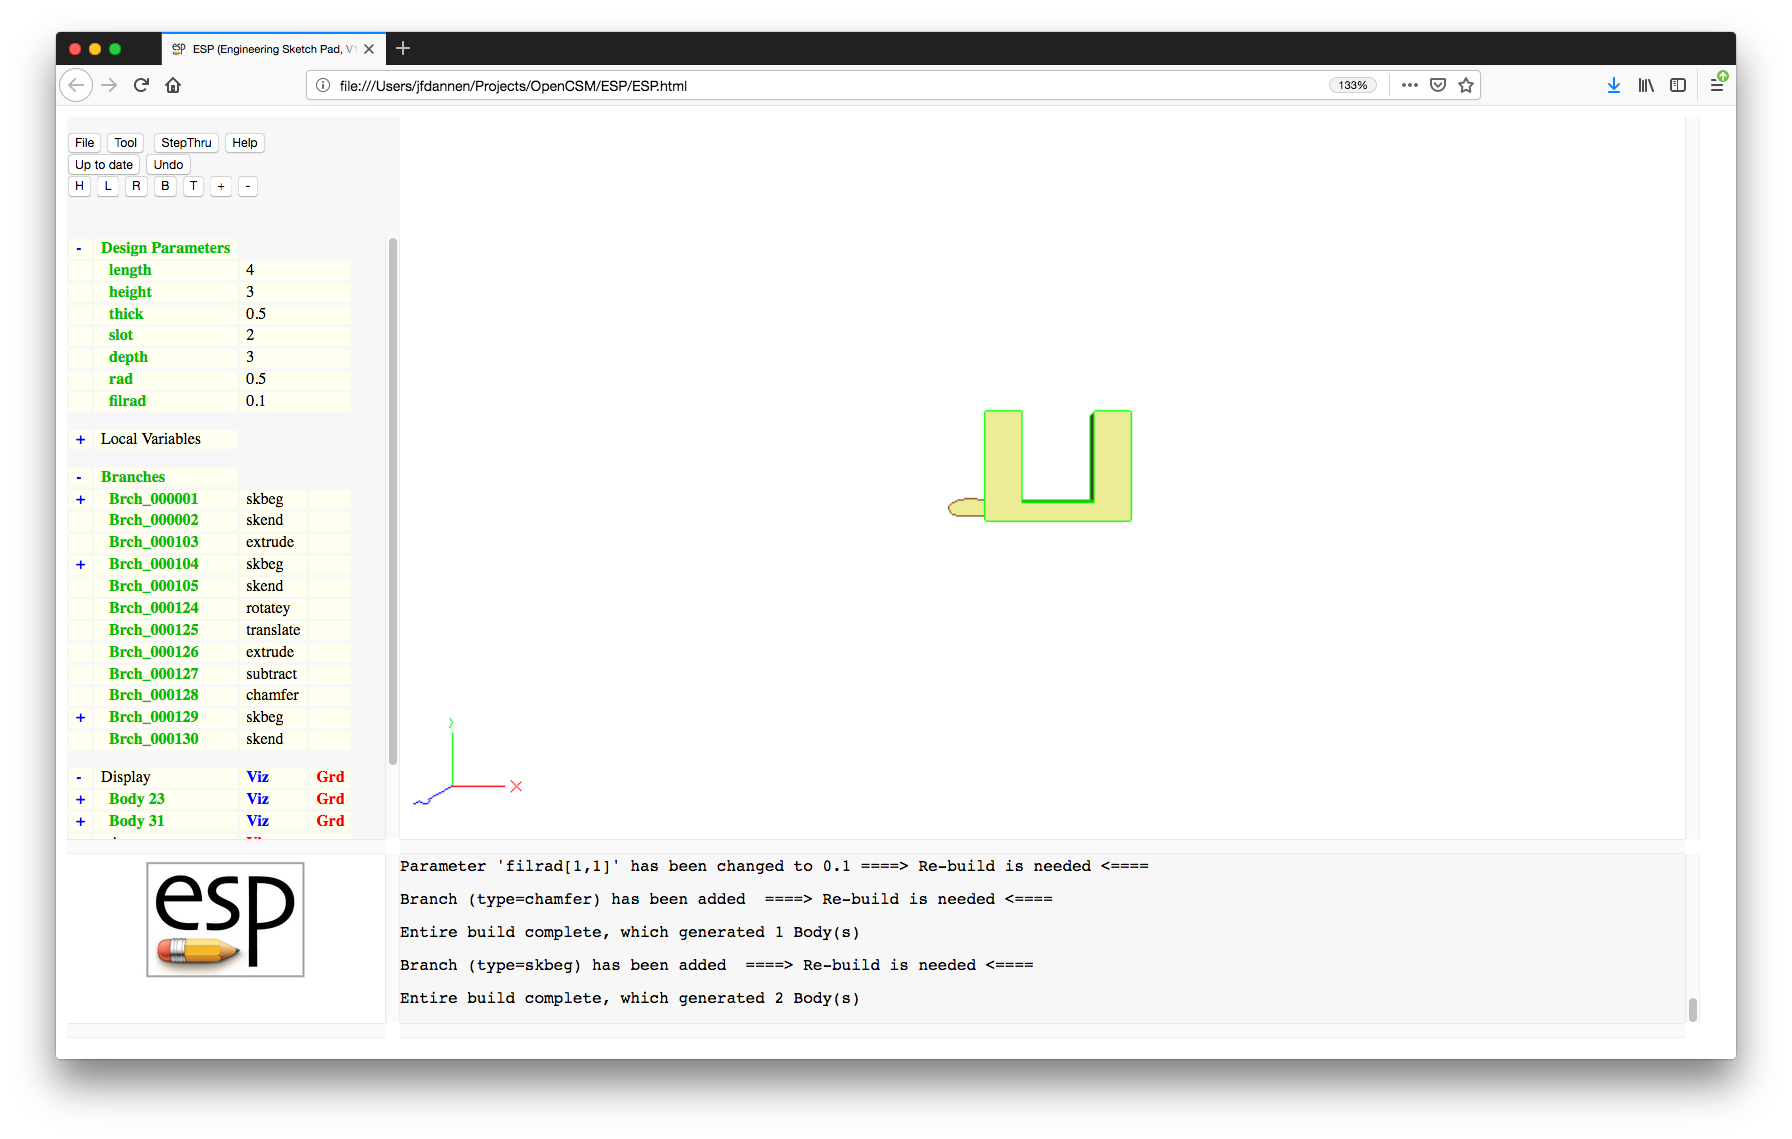 esp ESP (Engineering Sketch Pad, V1
file:///Users/jfdannen/Projects/OpenCSM/ESP/ESP.html 133%
File Tool StepThru Help
Up to date Undo
H L R B T + -
- Design Parameters
length 4
height 3
thick 0.5
slot 2
depth 3
rad 0.5
filrad 0.1
+ Local Variables
- Branches
+ Brch_000001 skbeg
Brch_000002 skend
Brch_000103 extrude
+ Brch_000104 skbeg
Brch_000105 skend
Brch_000124 rotatey
Brch_000125 translate
Brch_000126 extrude
Brch_000127 subtract
Brch_000128 chamfer
+ Brch_000129 skbeg
Brch_000130 skend
- Display Viz Grd
+ Body 23 Viz Grd
+ Body 31 Viz Grd
Y
X
esp
Parameter 'filrad[1,1]' has been changed to 0.1 ====> Re-build is needed <====
Branch (type=chamfer) has been added ====> Re-build is needed <====
Entire build complete, which generated 1 Body(s)
Branch (type=skbeg) has been added ====> Re-build is needed <====
Entire build complete, which generated 2 Body(s)